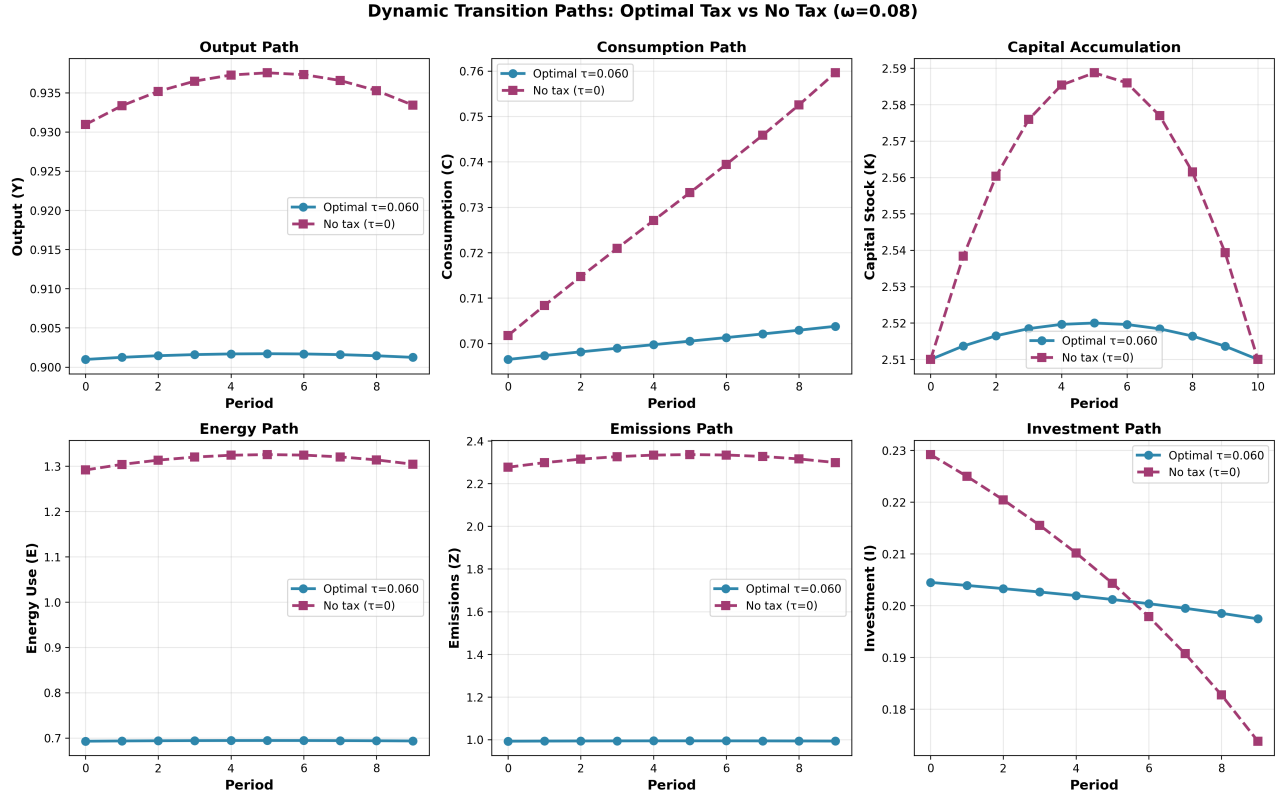 Dynamic Transition Paths: Optimal Tax vs No Tax (ω=0.08)
Output Path
Output (Y)
0.935
0.930
0.925
0.920
0.915
0.910
0.905
0.900
Optimal τ=0.060
No tax (τ=0)
0 2 4 6 8
Period
Consumption Path
Consumption (C)
0.76
0.75
0.74
0.73
0.72
0.71
0.70
Optimal τ=0.060
No tax (τ=0)
0 2 4 6 8
Period
Capital Accumulation
Capital Stock (K)
2.59
2.58
2.57
2.56
2.55
2.54
2.53
2.52
2.51
Optimal τ=0.060
No tax (τ=0)
0 2 4 6 8 10
Period
Energy Path
Energy Use (E)
1.3
1.2
1.1
1.0
0.9
0.8
0.7
Optimal τ=0.060
No tax (τ=0)
0 2 4 6 8
Period
Emissions Path
Emissions (Z)
2.4
2.2
2.0
1.8
1.6
1.4
1.2
1.0
Optimal τ=0.060
No tax (τ=0)
0 2 4 6 8
Period
Investment Path
Investment (I)
0.23
0.22
0.21
0.20
0.19
0.18
Optimal τ=0.060
No tax (τ=0)
0 2 4 6 8
Period